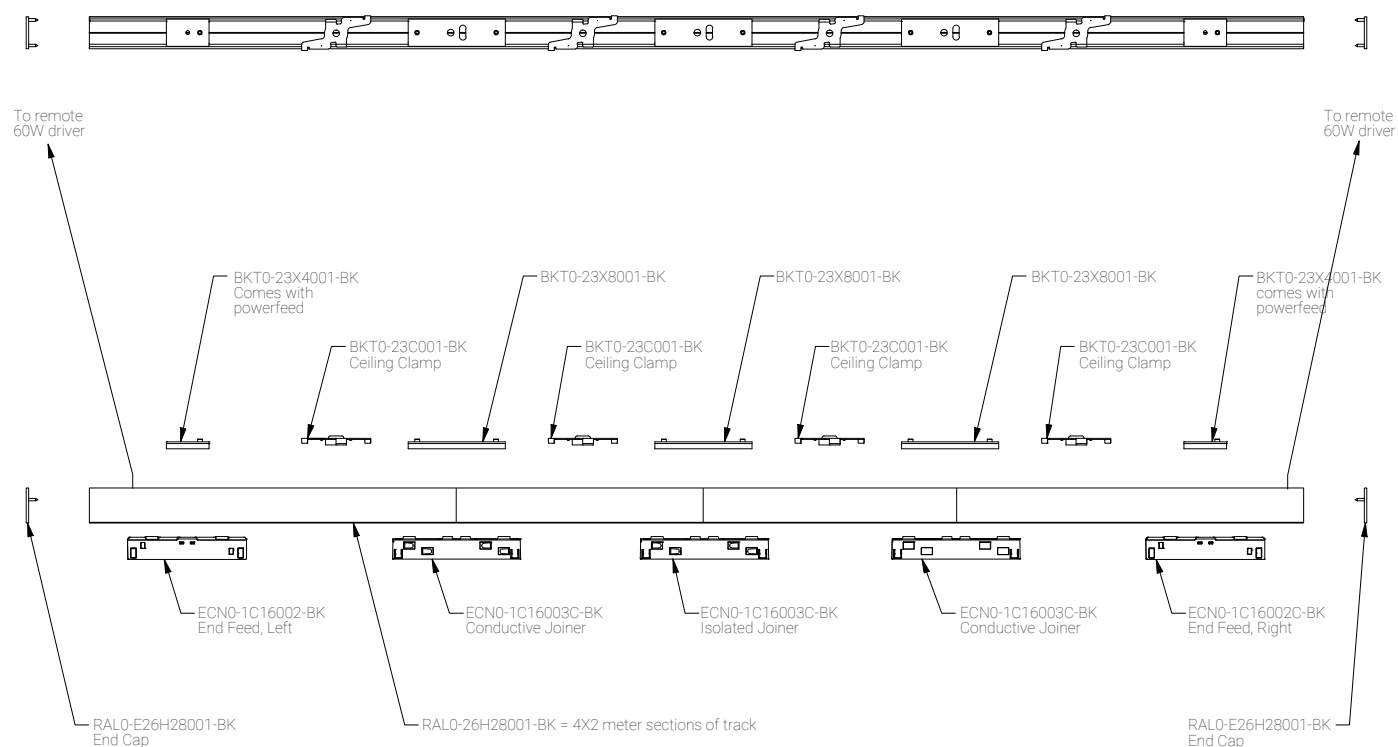 To remote
60W driver
To remote
60W driver
BKT0-23X4001-BK
Comes with
powerfeed
BKT0-23X8001-BK
BKT0-23X8001-BK
BKT0-23X8001-BK
BKT0-23X4001-BK
comes with
powerfeed
BKT0-23C001-BK
Ceiling Clamp
BKT0-23C001-BK
Ceiling Clamp
BKT0-23C001-BK
Ceiling Clamp
BKT0-23C001-BK
Ceiling Clamp
ECN0-1C16002-BK
End Feed, Left
ECN0-1C16003C-BK
Conductive Joiner
ECN0-1C16003C-BK
Isolated Joiner
ECN0-1C16003C-BK
Conductive Joiner
ECN0-1C16002C-BK
End Feed, Right
RAL0-E26H28001-BK
End Cap
RAL0-26H28001-BK = 4X2 meter sections of track
RAL0-E26H28001-BK
End Cap